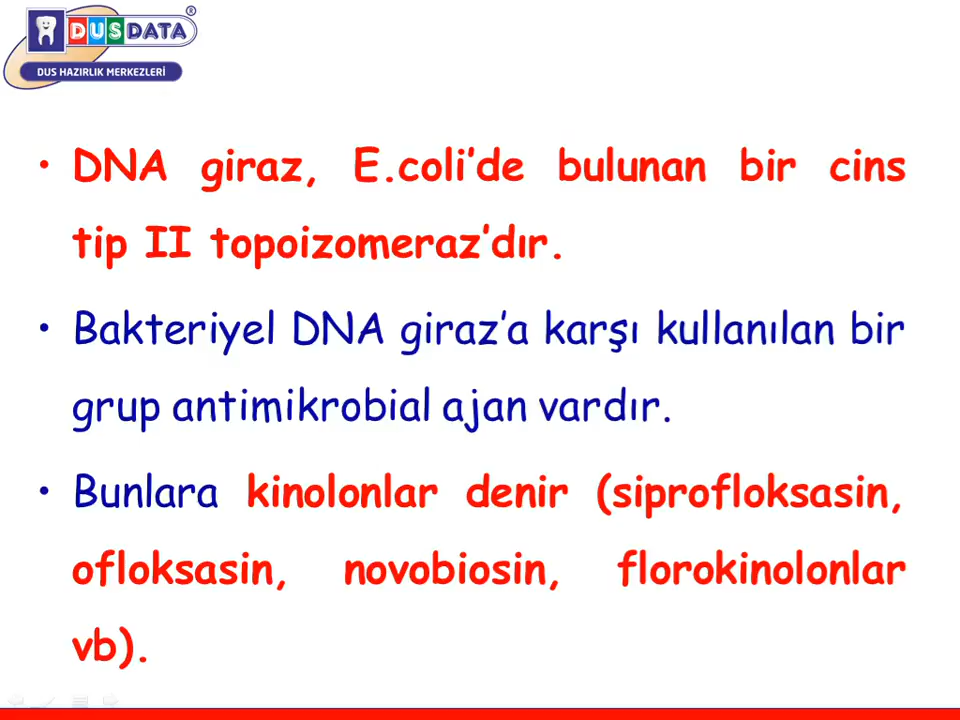 DUSDATA®
DUS HAZIRLIK MERKEZLERİ
• DNA giraz, E.coli’de bulunan bir cins
tip II topoizomeraz’dır.
• Bakteriyel DNA giraz’a karşı kullanılan bir
grup antimikrobial ajan vardır.
• Bunlara kinolonlar denir (siprofloksasin,
ofloksasin, novobiosin, florokinolonlar
vb).